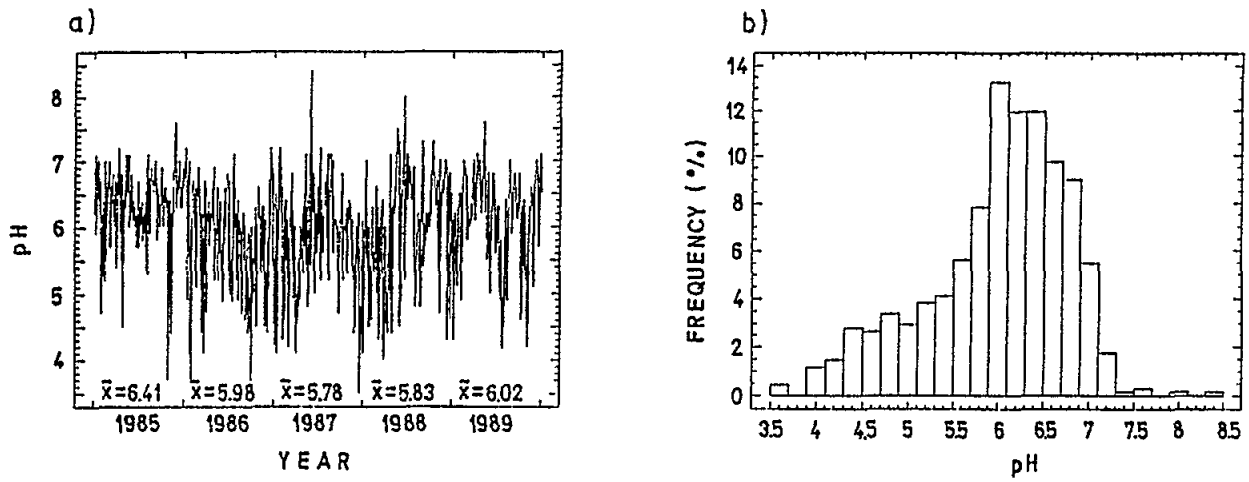 a)
pH
8
7
6
5
4
x̄=6.41 x̄=5.98 x̄=5.78 x̄=5.83 x̄=6.02
1985 1986 1987 1988 1989
YEAR
b)
FREQUENCY (%)
14
12
10
8
6
4
2
0
3.5 4 4.5 5 5.5 6 6.5 7 7.5 8 8.5
pH